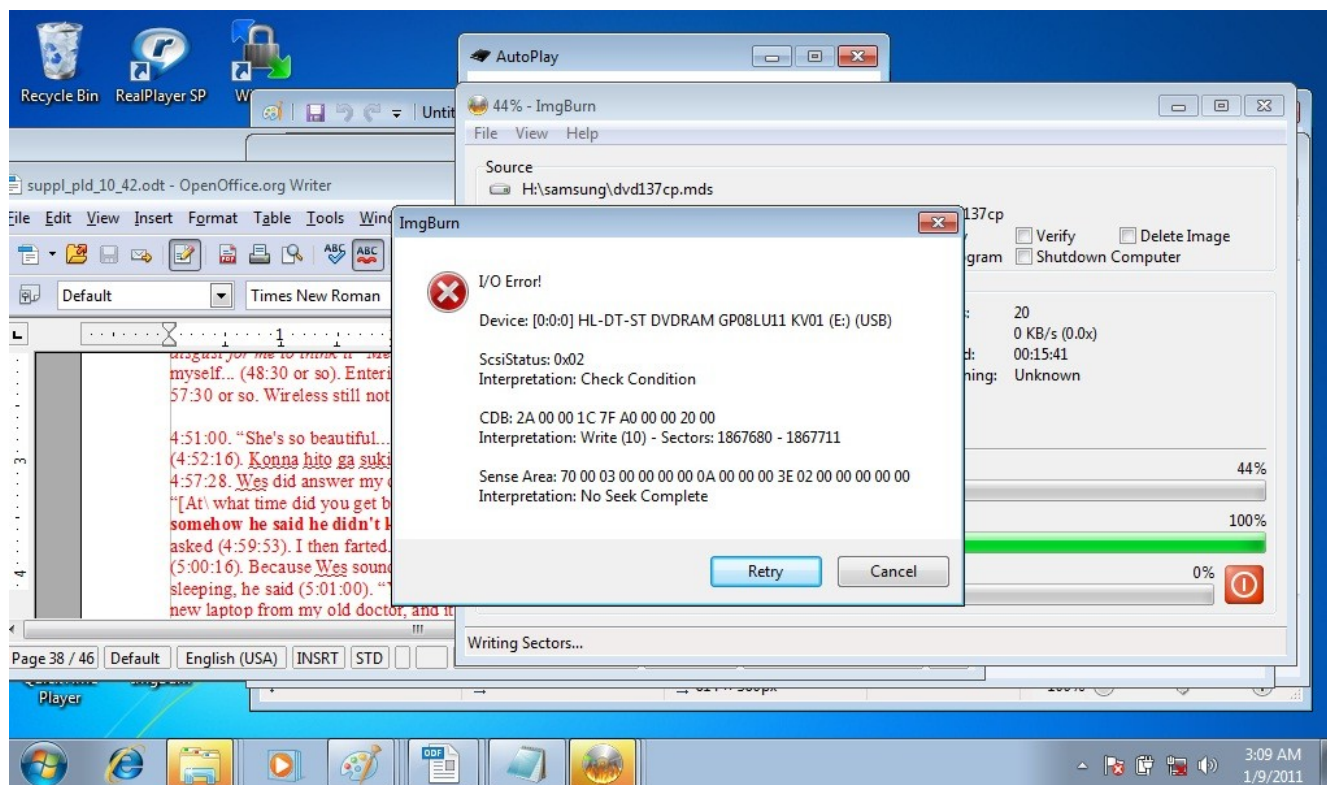 Recycle Bin
RealPlayer SP
AutoPlay
Untit
44% - ImgBurn
File View Help
Source
H:\samsung\dvd137cp.mds
137cp
Verify
Delete Image
Shutdown Computer
20
0 KB/s (0.0x)
00:15:41
Unknown
44%
100%
0%
Writing Sectors...
suppl_pld_10_42.odt - OpenOffice.org Writer
File Edit View Insert Format Table Tools
Default
Times New Roman
myself... (48:30 or so).
57:30 or so. Wireless still not
4:51:00. “She's so beautiful...
(4:52:16). Konna hito ga suki
4:57:28. Wes did answer my
“[At\ what time did you get
somehow he said he didn't
asked (4:59:53). I then farted.
(5:00:16). Because Wes
sleeping, he said (5:01:00).
new laptop from my old doctor, and it
Page 38 / 46
Default
English (USA)
INSRT
STD
ImgBurn
I/O Error!
Device: [0:0:0] HL-DT-ST DVDRAM GP08LU11 KV01 (E:) (USB)
ScsiStatus: 0x02
Interpretation: Check Condition
CDB: 2A 00 00 1C 7F A0 00 00 20 00
Interpretation: Write (10) - Sectors: 1867680 - 1867711
Sense Area: 70 00 03 00 00 00 00 0A 00 00 00 3E 02 00 00 00 00 00
Interpretation: No Seek Complete
Retry
Cancel
Player
ODF
3:09 AM
1/9/2011